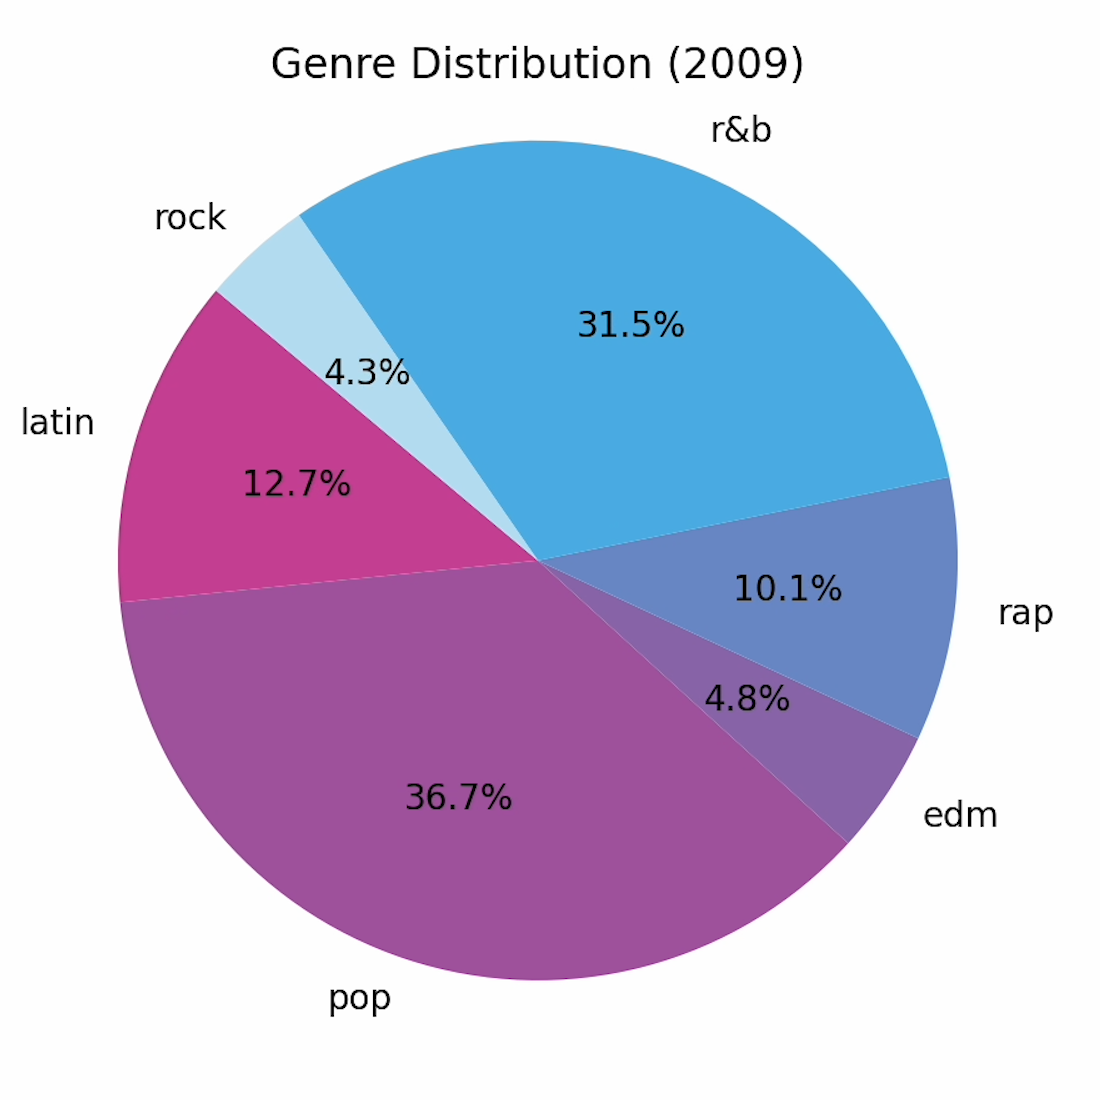 Genre Distribution (2009)
r&b
rock
31.5%
4.3%
latin
12.7%
10.1%
rap
4.8%
36.7%
edm
pop